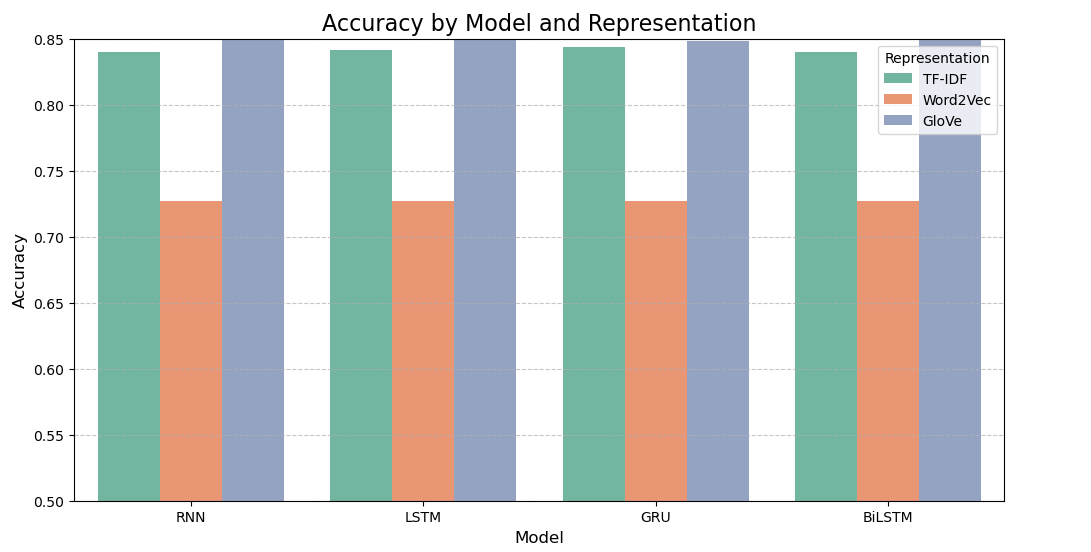 Accuracy by Model and Representation
Accuracy
0.85
0.80
0.75
0.70
0.65
0.60
0.55
0.50
Representation
TF-IDF
Word2Vec
GloVe
RNN
LSTM
GRU
BiLSTM
Model